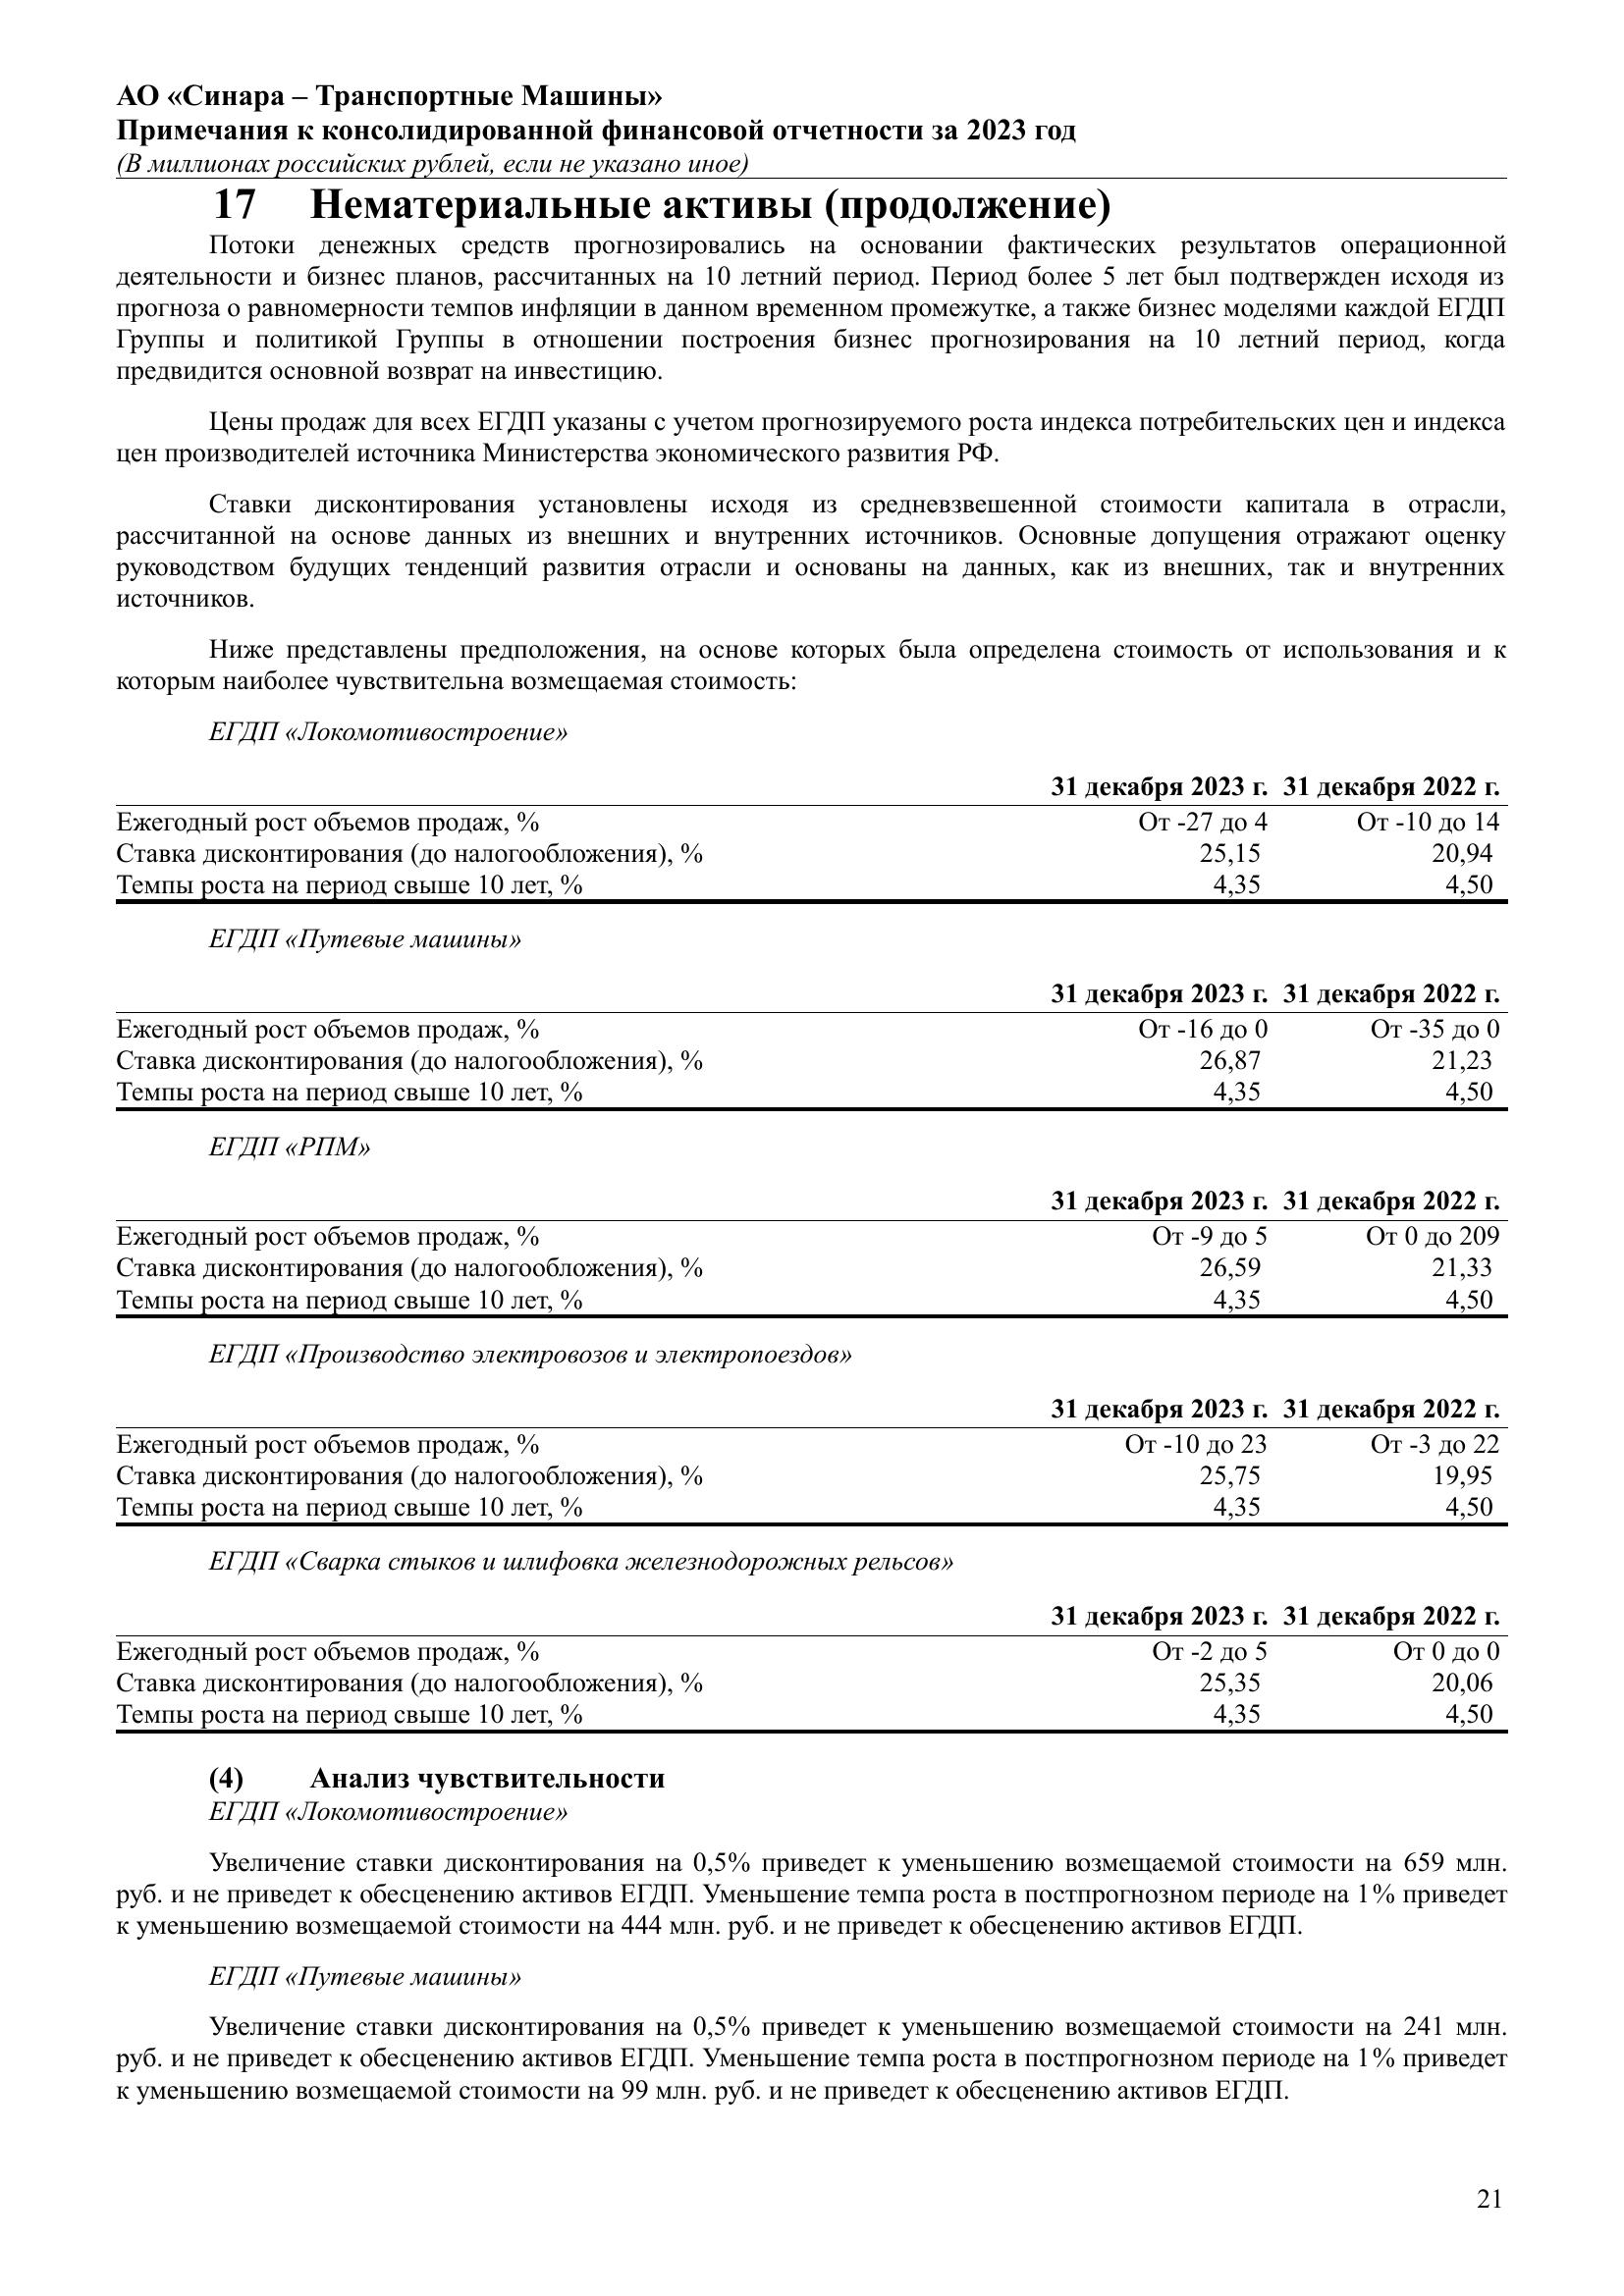 АО «Синара – Транспортные Машины»
Примечания к консолидированной финансовой отчетности за 2023 год
(В миллионах российских рублей, если не указано иное)
17 Нематериальные активы (продолжение)
Потоки денежных средств прогнозировались на основании фактических результатов операционной
деятельности и бизнес планов, рассчитанных на 10 летний период. Период более 5 лет был подтвержден исходя из
прогноза о равномерности темпов инфляции в данном временном промежутке, а также бизнес моделями каждой ЕГДП
Группы и политикой Группы в отношении построения бизнес прогнозирования на 10 летний период, когда
предвидится основной возврат на инвестицию.
Цены продаж для всех ЕГДП указаны с учетом прогнозируемого роста индекса потребительских цен и индекса
цен производителей источника Министерства экономического развития РФ.
Ставки дисконтирования установлены исходя из средневзвешенной стоимости капитала в отрасли,
рассчитанной на основе данных из внешних и внутренних источников. Основные допущения отражают оценку
руководством будущих тенденций развития отрасли и основаны на данных, как из внешних, так и внутренних
источников.
Ниже представлены предположения, на основе которых была определена стоимость от использования и к
которым наиболее чувствительна возмещаемая стоимость:
ЕГДП «Локомотивостроение»
31 декабря 2023 г. 31 декабря 2022 г.
Ежегодный рост объемов продаж, % От -27 до 4 От -10 до 14
Ставка дисконтирования (до налогообложения), % 25,15 20,94
Темпы роста на период свыше 10 лет, % 4,35 4,50
ЕГДП «Путевые машины»
31 декабря 2023 г. 31 декабря 2022 г.
Ежегодный рост объемов продаж, % От -16 до 0 От -35 до 0
Ставка дисконтирования (до налогообложения), % 26,87 21,23
Темпы роста на период свыше 10 лет, % 4,35 4,50
ЕГДП «РПМ»
31 декабря 2023 г. 31 декабря 2022 г.
Ежегодный рост объемов продаж, % От -9 до 5 От 0 до 209
Ставка дисконтирования (до налогообложения), % 26,59 21,33
Темпы роста на период свыше 10 лет, % 4,35 4,50
ЕГДП «Производство электровозов и электропоездов»
31 декабря 2023 г. 31 декабря 2022 г.
Ежегодный рост объемов продаж, % От -10 до 23 От -3 до 22
Ставка дисконтирования (до налогообложения), % 25,75 19,95
Темпы роста на период свыше 10 лет, % 4,35 4,50
ЕГДП «Сварка стыков и шлифовка железнодорожных рельсов»
31 декабря 2023 г. 31 декабря 2022 г.
Ежегодный рост объемов продаж, % От -2 до 5 От 0 до 0
Ставка дисконтирования (до налогообложения), % 25,35 20,06
Темпы роста на период свыше 10 лет, % 4,35 4,50
(4) Анализ чувствительности
ЕГДП «Локомотивостроение»
Увеличение ставки дисконтирования на 0,5% приведет к уменьшению возмещаемой стоимости на 659 млн.
руб. и не приведет к обесценению активов ЕГДП. Уменьшение темпа роста в постпрогнозном периоде на 1% приведет
к уменьшению возмещаемой стоимости на 444 млн. руб. и не приведет к обесценению активов ЕГДП.
ЕГДП «Путевые машины»
Увеличение ставки дисконтирования на 0,5% приведет к уменьшению возмещаемой стоимости на 241 млн.
руб. и не приведет к обесценению активов ЕГДП. Уменьшение темпа роста в постпрогнозном периоде на 1% приведет
к уменьшению возмещаемой стоимости на 99 млн. руб. и не приведет к обесценению активов ЕГДП.
21